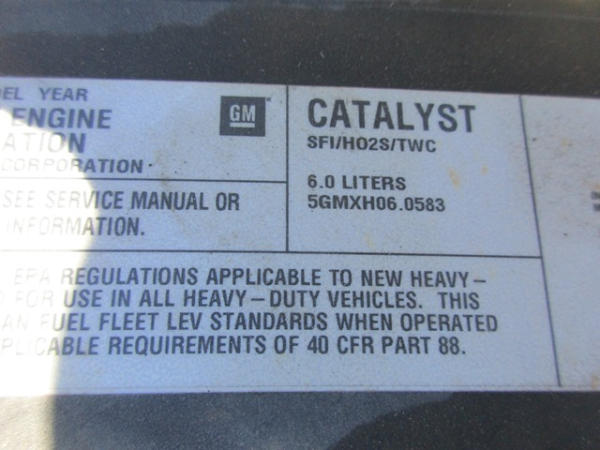 EL YEAR
ENGINE
ATION
CORPORATION.
GM
CATALYST
SFI/HO2S/TWC
SEE SERVICE MANUAL OR
INFORMATION.
6.0 LITERS
5GMXH06.0583
EPA REGULATIONS APPLICABLE TO NEW HEAVY-
FOR USE IN ALL HEAVY-DUTY VEHICLES. THIS
AN FUEL FLEET LEV STANDARDS WHEN OPERATED
PLICABLE REQUIREMENTS OF 40 CFR PART 88.